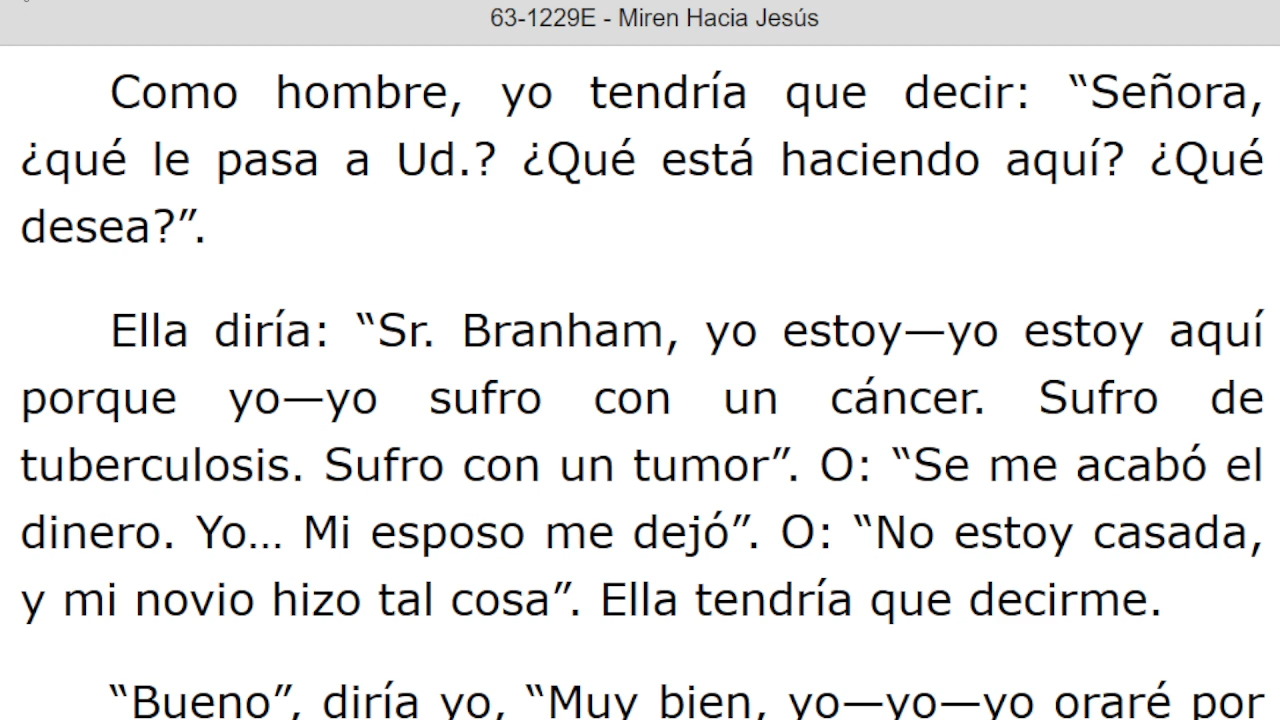 63-1229E - Miren Hacia Jesús
Como hombre, yo tendría que decir: “Señora,
¿qué le pasa a Ud.? ¿Qué está haciendo aquí? ¿Qué
desea?”.
Ella diría: “Sr. Branham, yo estoy—yo estoy aquí
porque yo—yo sufro con un cáncer. Sufro de
tuberculosis. Sufro con un tumor”. O: “Se me acabó el
dinero. Yo… Mi esposo me dejó”. O: “No estoy casada,
y mi novio hizo tal cosa”. Ella tendría que decirme.
“Bueno”, diría yo, “Muy bien, yo—yo—yo oraré por